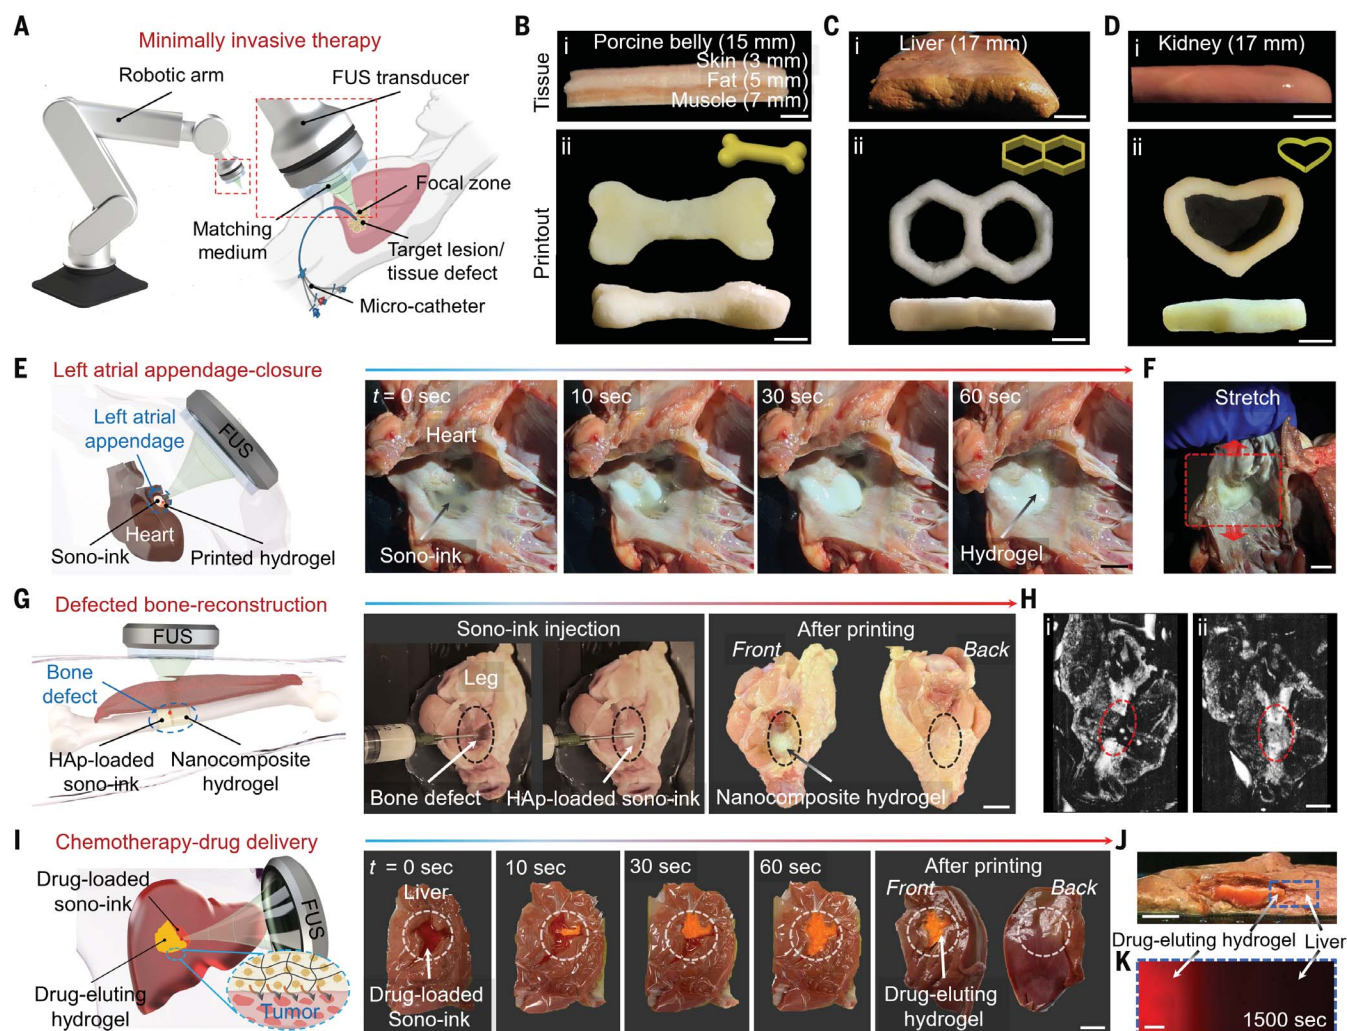 A
Minimally invasive therapy
Robotic arm
FUS transducer
Focal zone
Matching
medium
Target lesion/
tissue defect
Micro-catheter
B
Tissue
i
Porcine belly (15 mm)
Skin (3 mm)
Fat (5 mm)
Muscle (7 mm)
Printout
ii
C
i
Liver (17 mm)
ii
D
i
Kidney (17 mm)
ii
E
Left atrial appendage-closure
Left atrial
appendage
FUS
Heart
Sono-ink
Printed hydrogel
t = 0 sec
Heart
Sono-ink
10 sec
30 sec
60 sec
Hydrogel
F
Stretch
G
Defected bone-reconstruction
FUS
Bone
defect
HAp-loaded
sono-ink
Nanocomposite
hydrogel
Sono-ink injection
Leg
Bone defect
HAp-loaded sono-ink
After printing
Front
Back
Nanocomposite hydrogel
H
i
ii
I
Chemotherapy-drug delivery
Drug-loaded
sono-ink
FUS
Drug-eluting
hydrogel
Tumor
t = 0 sec
Liver
Drug-loaded
Sono-ink
10 sec
30 sec
60 sec
After printing
Front
Back
Drug-eluting
hydrogel
J
Drug-eluting hydrogel
Liver
K
1500 sec